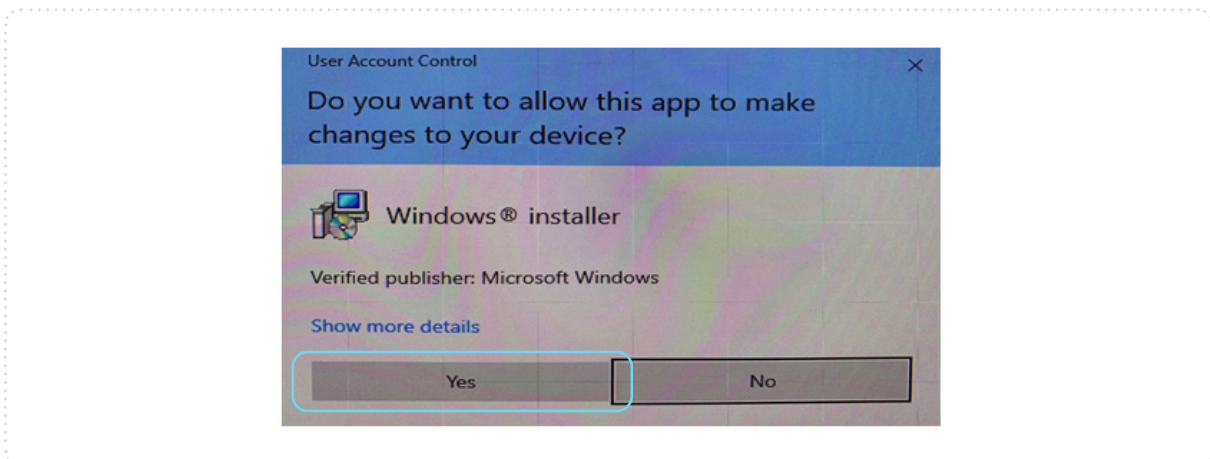 User Account Control
Do you want to allow this app to make
changes to your device?
Windows® installer
Verified publisher: Microsoft Windows
Show more details
Yes
No